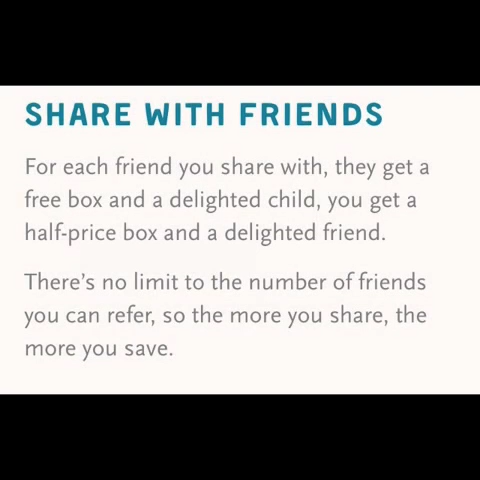 SHARE WITH FRIENDS
For each friend you share with, they get a
free box and a delighted child, you get a
half-price box and a delighted friend.
There's no limit to the number of friends
you can refer, so the more you share, the
more you save.